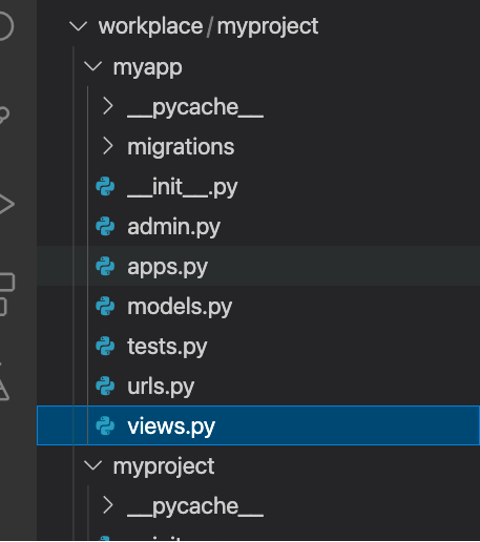 workplace/myproject
myapp
__pycache__
migrations
__init__.py
admin.py
apps.py
models.py
tests.py
urls.py
views.py
myproject
__pycache__